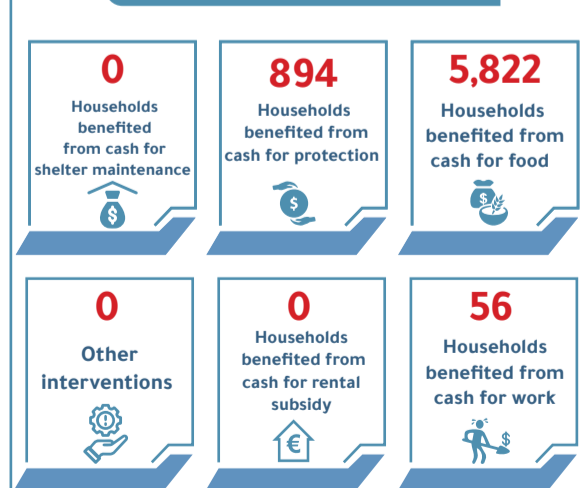 0
Households
benefited
from cash for
shelter maintenance
$
894
Households
benefited from
cash for protection
$
5,822
Households
benefited from
cash for food
$
0
Other
interventions
0
Households
benefited from
cash for rental
subsidy
€
56
Households
benefited from
cash for work
$